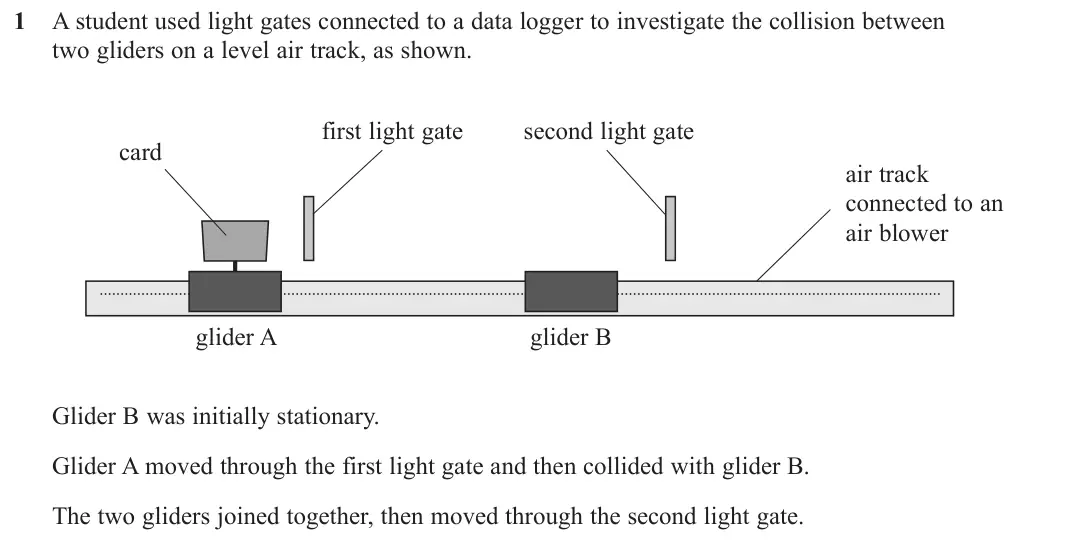 1 A student used light gates connected to a data logger to investigate the collision between
two gliders on a level air track, as shown.
first light gate
second light gate
card
air track
connected to an
air blower
glider A
glider B
Glider B was initially stationary.
Glider A moved through the first light gate and then collided with glider B.
The two gliders joined together, then moved through the second light gate.